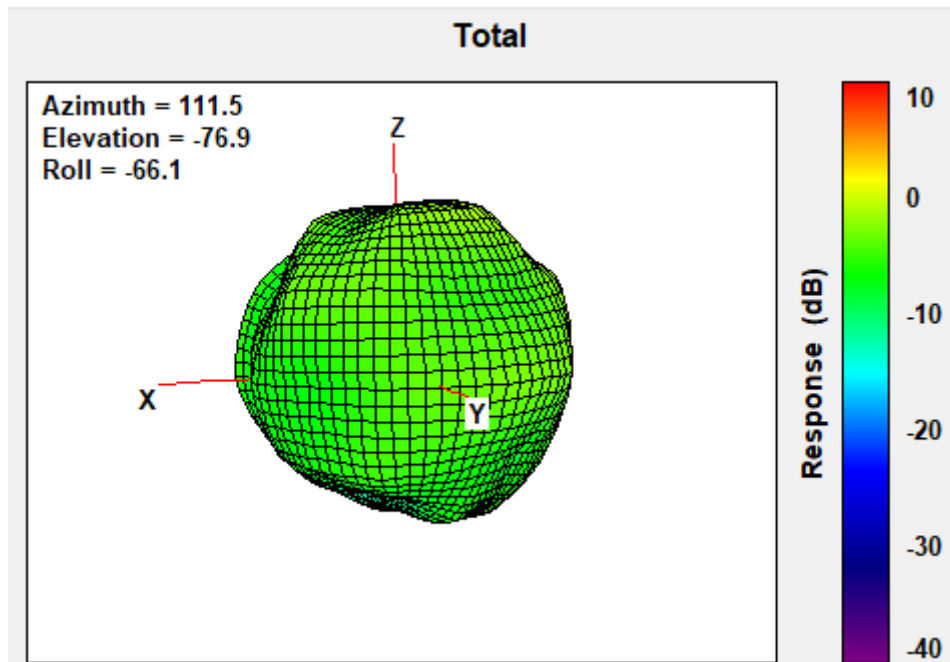 Total
Azimuth = 111.5
Elevation = -76.9
Roll = -66.1
Z
X
Y
10
0
-10
-20
-30
-40
Response (dB)